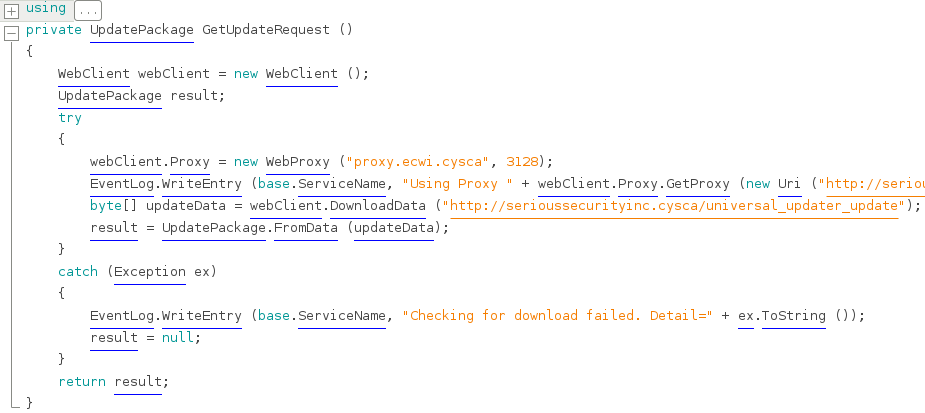 using ...
private UpdatePackage GetUpdateRequest ()
{
WebClient webClient = new WebClient ();
UpdatePackage result;
try
{
webClient.Proxy = new WebProxy ("proxy.ecwi.cysca", 3128);
EventLog.WriteEntry (base.ServiceName, "Using Proxy " + webClient.Proxy.GetProxy (new Uri ("http://seriou
byte[] updateData = webClient.DownloadData ("http://serioussecurityinc.cysca/universal_updater_update");
result = UpdatePackage.FromData (updateData);
}
catch (Exception ex)
{
EventLog.WriteEntry (base.ServiceName, "Checking for download failed. Detail=" + ex.ToString ());
result = null;
}
return result;
}